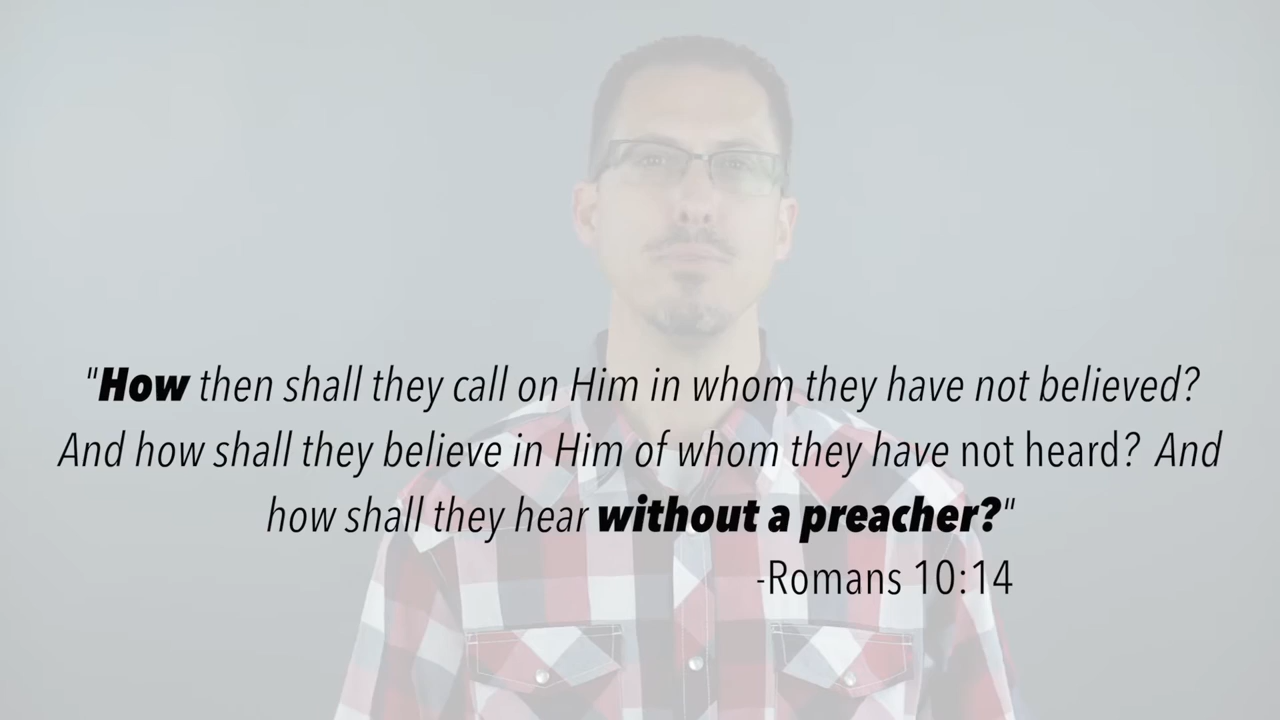 "How then shall they call on Him in whom they have not believed?
And how shall they believe in Him of whom they have not heard? And
how shall they hear without a preacher?"
-Romans 10:14